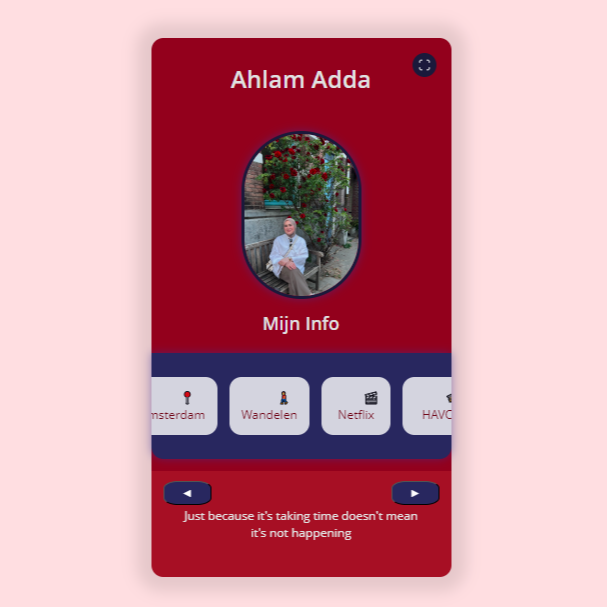 Ahlam Adda
Mijn Info
msterdam
Wandelen
Netflix
HAVO
Just because it's taking time doesn't mean
it's not happening